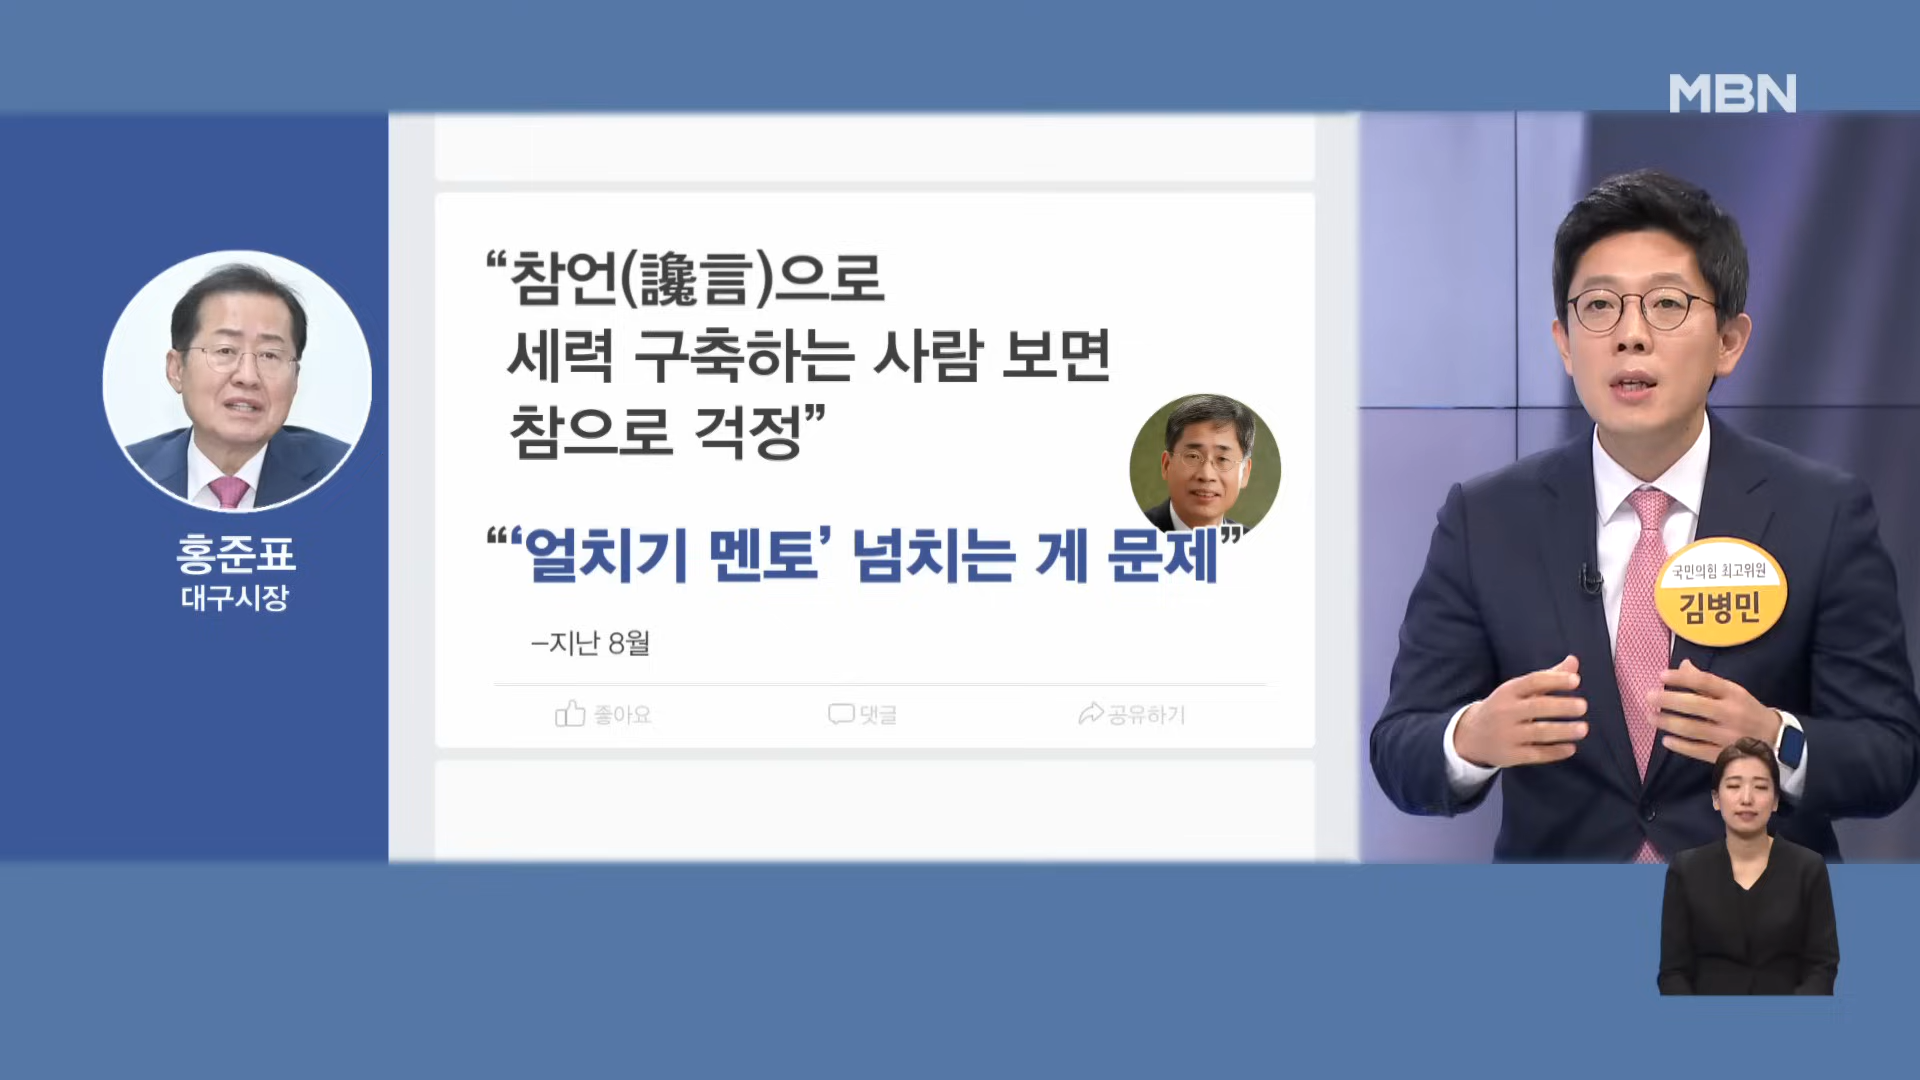 MBN
“참언(讒言)으로
세력 구축하는 사람 보면
참으로 걱정”
“‘얼치기 멘토’ 넘치는 게 문제”
홍준표
대구시장
–지난 8월
좋아요
댓글
공유하기
국민의힘 최고위원
김병민